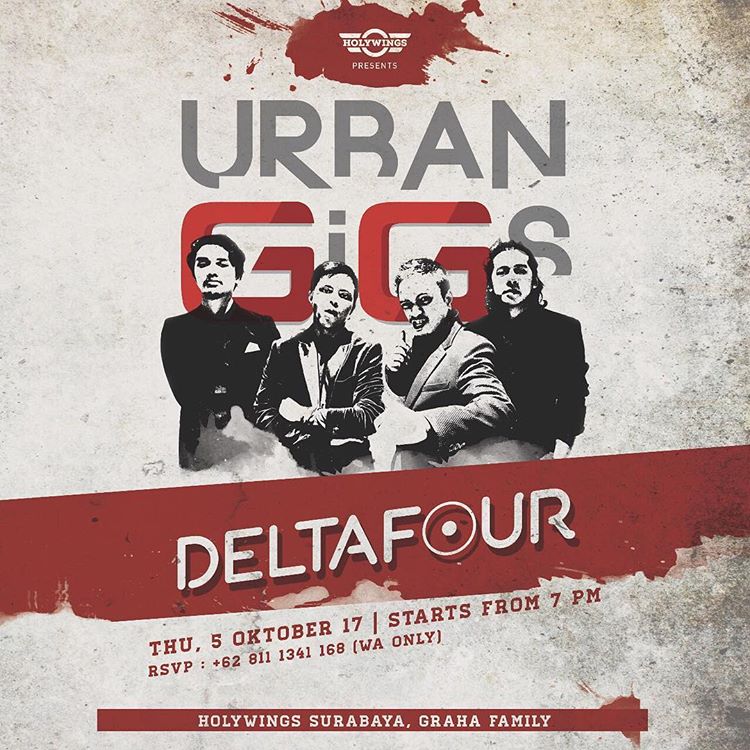 HOLYWINGS
PRESENTS
URBAN
GiGS
DELTAFOUR
THU, 5 OKTOBER 17 | STARTS FROM 7 PM
RSVP : +62 811 1341 168 (WA ONLY)
HOLYWINGS SURABAYA, GRAHA FAMILY